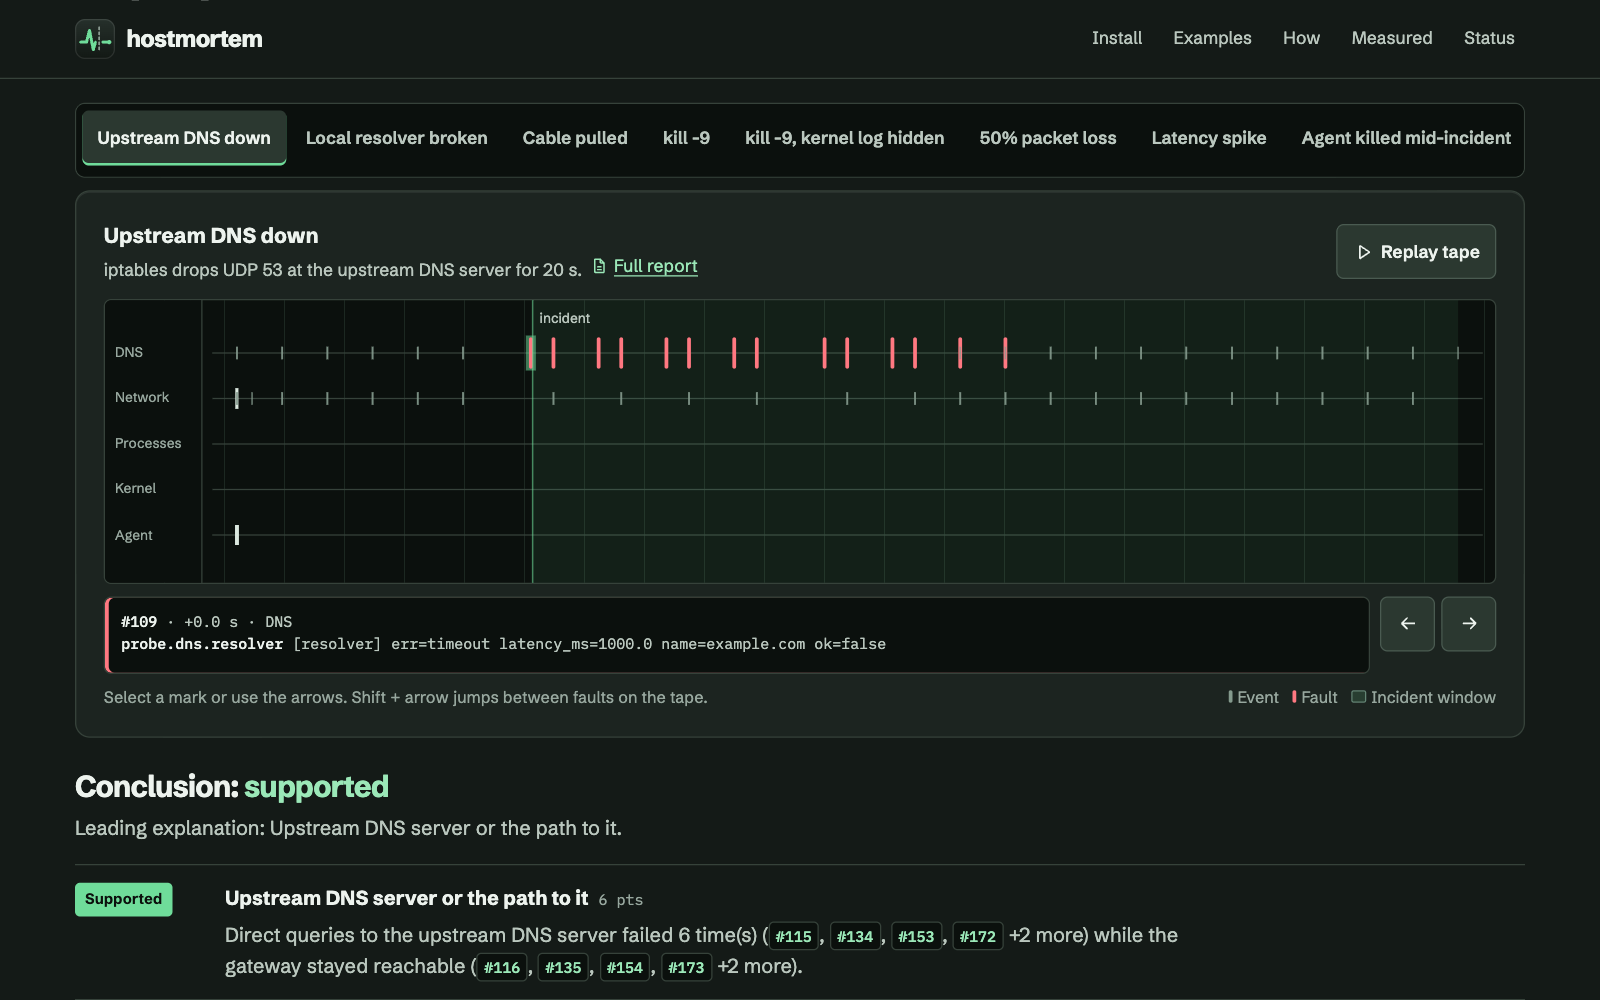 hostmortem
Install Examples How Measured Status
Upstream DNS down Local resolver broken Cable pulled kill -9 kill -9, kernel log hidden 50% packet loss Latency spike Agent killed mid-incident
Upstream DNS down
iptables drops UDP 53 at the upstream DNS server for 20 s. Full report
Replay tape
incident
DNS
Network
Processes
Kernel
Agent
#109 · +0.0 s · DNS
probe.dns.resolver [resolver] err=timeout latency_ms=1000.0 name=example.com ok=false
← →
Select a mark or use the arrows. Shift + arrow jumps between faults on the tape.
Event Fault Incident window
Conclusion: supported
Leading explanation: Upstream DNS server or the path to it.
Supported
Upstream DNS server or the path to it 6 pts
Direct queries to the upstream DNS server failed 6 time(s) (#115, #134, #153, #172 +2 more) while the
gateway stayed reachable (#116, #135, #154, #173 +2 more).